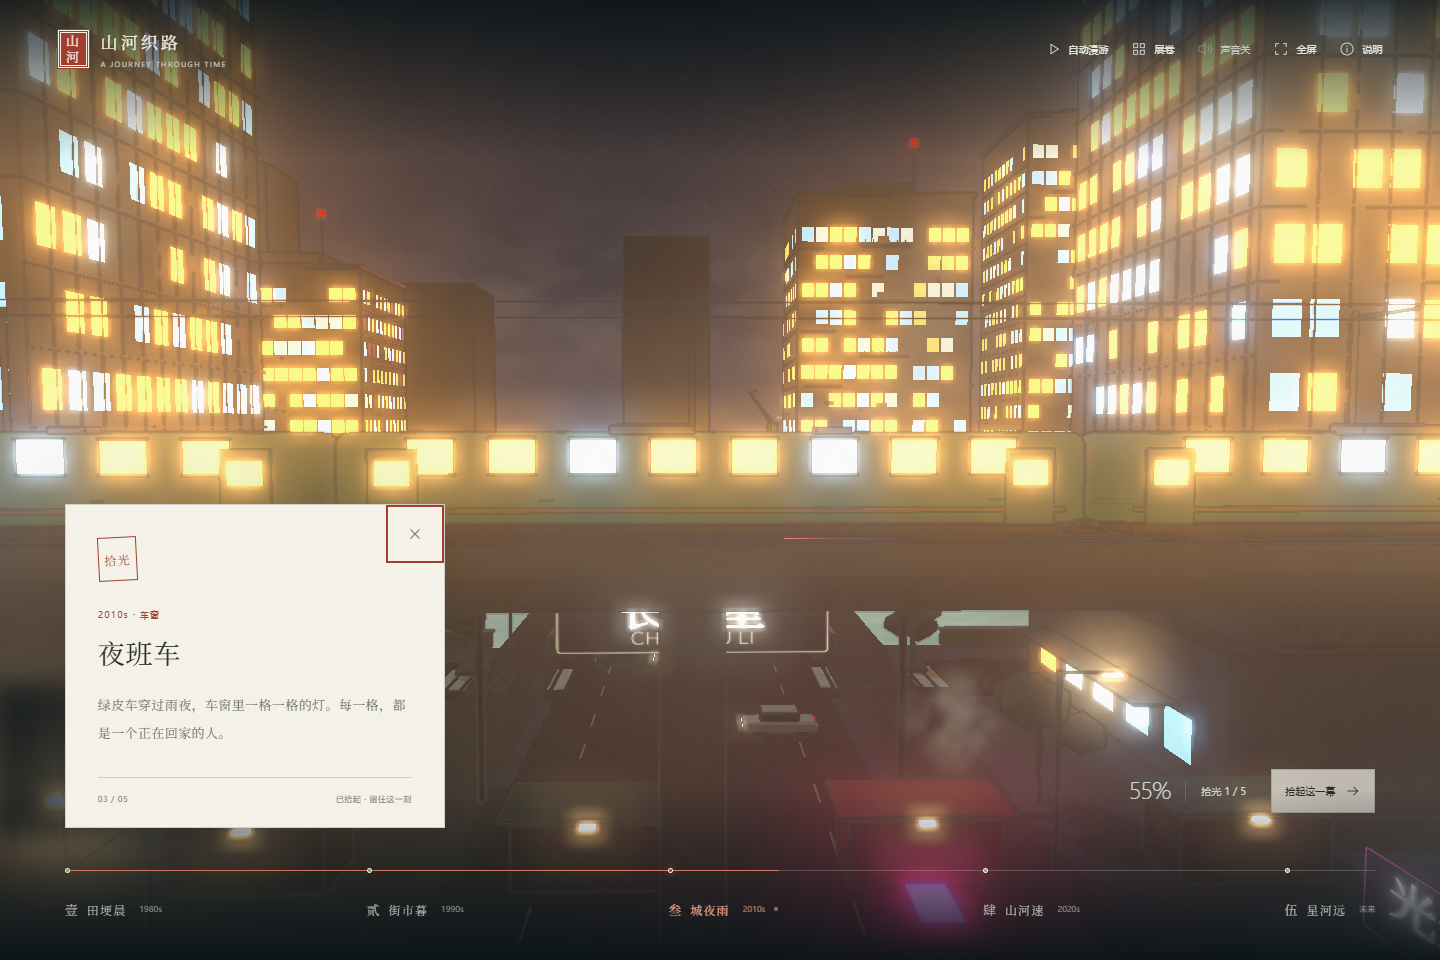 山河
山河织路
A JOURNEY THROUGH TIME
自动漫游
展卷
声音关
全屏
说明
CH
LI
拾光
2010s · 车窗
夜班车
绿皮车穿过雨夜，车窗里一格一格的灯。每一格，都
是一个正在回家的人。
03 / 05
已拾起 · 留住这一刻
55%
拾光 1 / 5
拾起这一幕
壹 田埂晨 1980s
贰 街市暮 1990s
叁 城夜雨 2010s
肆 山河速 2020s
伍 星河远 未来
光